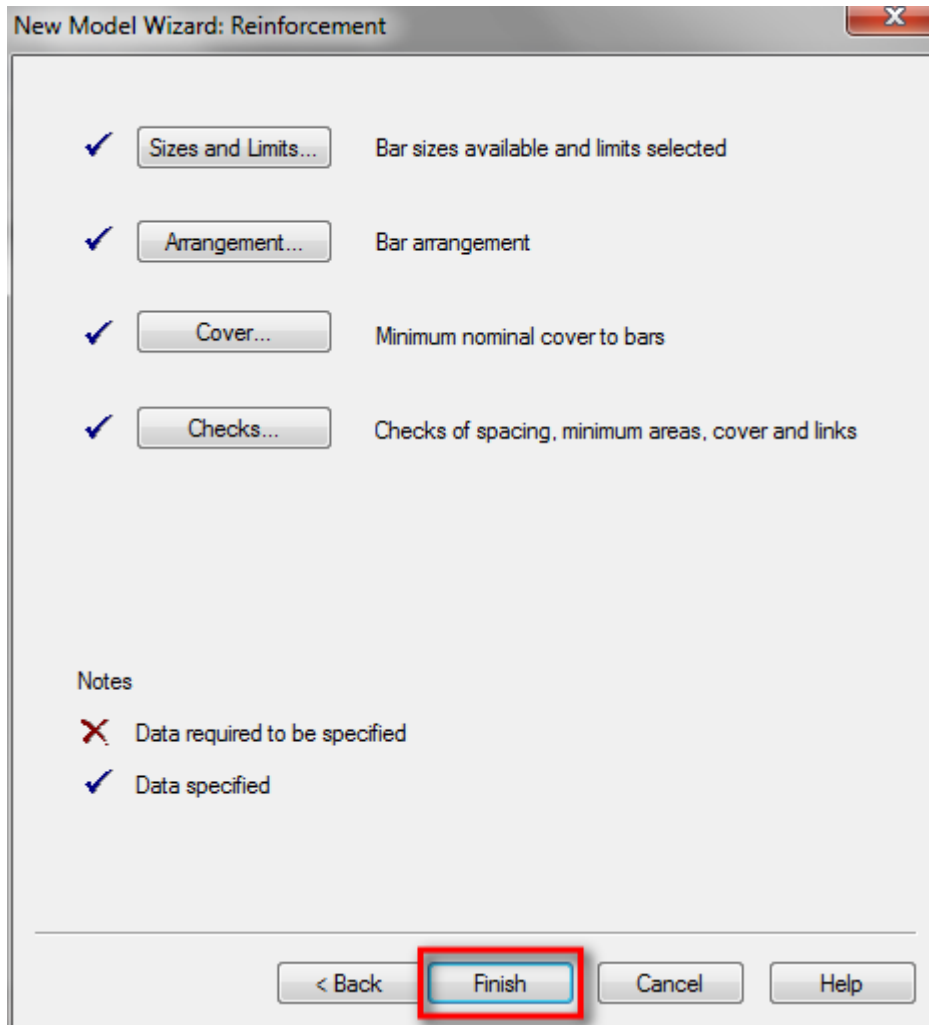 New Model Wizard: Reinforcement
Sizes and Limits... Bar sizes available and limits selected
Arrangement... Bar arrangement
Cover... Minimum nominal cover to bars
Checks... Checks of spacing, minimum areas, cover and links
Notes
Data required to be specified
Data specified
< Back Finish Cancel Help